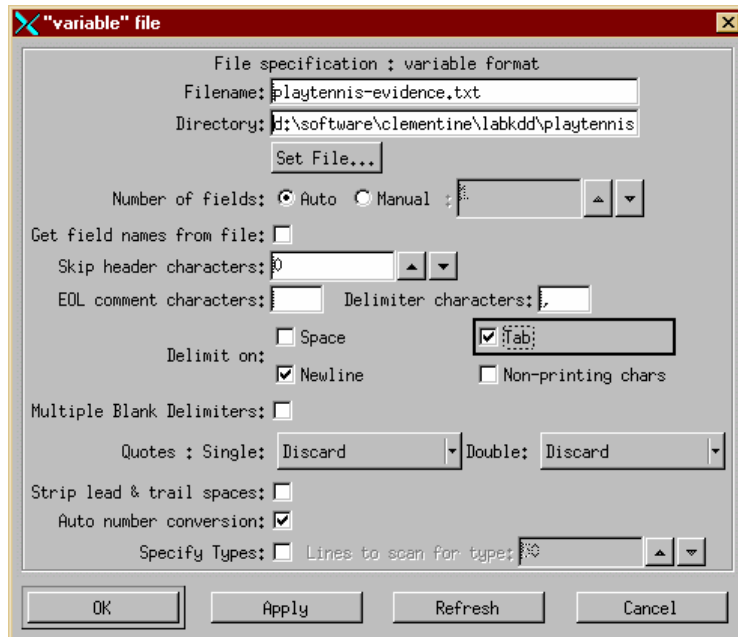 "variable" file
File specification : variable format
Filename: playtennis-evidence.txt
Directory: d:\software\clementine\labkdd\playtennis
Set File...
Number of fields: Auto Manual :
Get field names from file:
Skip header characters: 0
EOL comment characters: Delimiter characters: ,
Delimit on: Space Tab
Newline Non-printing chars
Multiple Blank Delimiters:
Quotes : Single: Discard Double: Discard
Strip lead & trail spaces:
Auto number conversion:
Specify Types: Lines to scan for type:
OK Apply Refresh Cancel